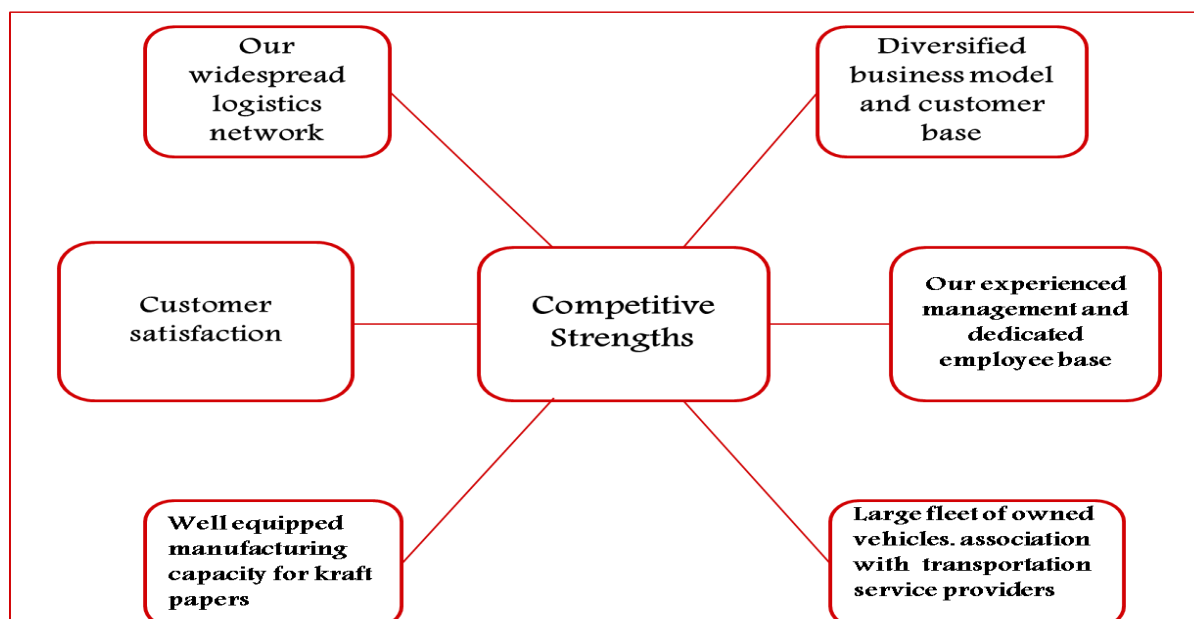 Our
widespread
logistics
network
Diversified
business model
and customer
base
Customer
satisfaction
Competitive
Strengths
Our experienced
management and
dedicated
employee base
Well equipped
manufacturing
capacity for kraft
papers
Large fleet of owned
vehicles. association
with transportation
service providers